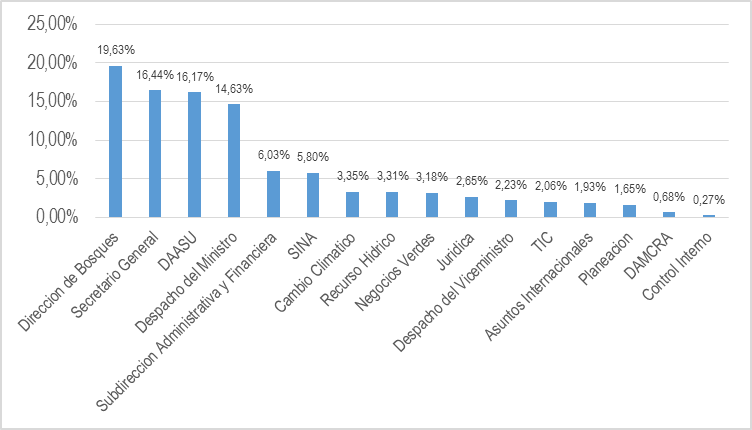 25,00%
20,00%
15,00%
10,00%
5,00%
0,00%
19,63%
16,44%
16,17%
14,63%
6,03%
5,80%
3,35%
3,31%
3,18%
2,65%
2,23%
2,06%
1,93%
1,65%
0,68%
0,27%
Direccion de Bosques
Secretario General
DAASU
Despacho del Ministro
Subdireccion Administrativa y Financiera
SINA
Cambio Climatico
Recurso Hidrico
Negocios Verdes
Juridica
Despacho del Viceministro
TIC
Asuntos Internacionales
Planeacion
DAMCRA
Control Interno